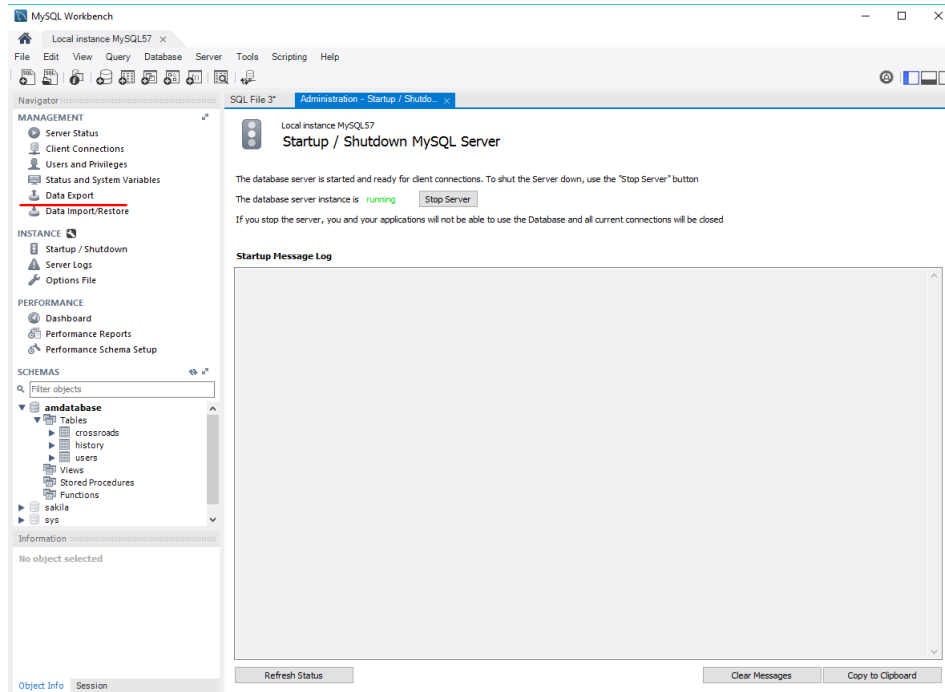 MySQL Workbench
Local instance MySQL57
File Edit View Query Database Server Tools Scripting Help
Navigator
MANAGEMENT
Server Status
Client Connections
Users and Privileges
Status and System Variables
Data Export
Data Import/Restore
INSTANCE
Startup / Shutdown
Server Logs
Options File
PERFORMANCE
Dashboard
Performance Reports
Performance Schema Setup
SCHEMAS
Filter objects
amdatabase
Tables
crossroads
history
users
Views
Stored Procedures
Functions
sakila
sys
Information
No object selected
Object Info Session
SQL File 3* Administration - Startup / Shutdo...
Local instance MySQL57
Startup / Shutdown MySQL Server
The database server is started and ready for client connections. To shut the Server down, use the "Stop Server" button
The database server instance is running Stop Server
If you stop the server, you and your applications will not be able to use the Database and all current connections will be closed
Startup Message Log
Refresh Status Clear Messages Copy to Clipboard